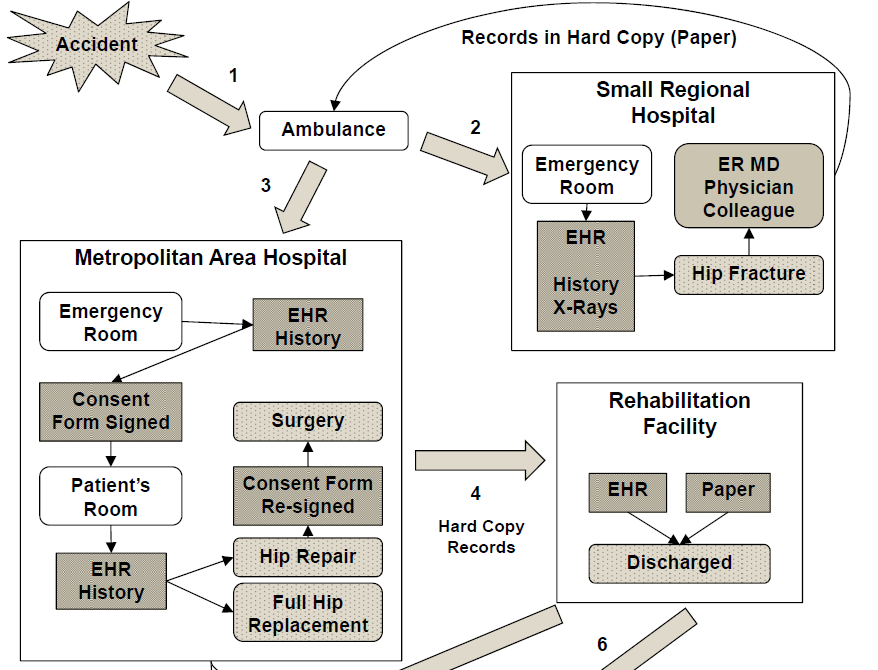 Accident
Records in Hard Copy (Paper)
1
Ambulance
2
Small Regional
Hospital
Emergency
Room
ER MD
Physician
Colleague
EHR
History
X-Rays
Hip Fracture
3
Metropolitan Area Hospital
Emergency
Room
EHR
History
Consent
Form Signed
Surgery
Patient's
Room
Consent Form
Re-signed
EHR
History
Hip Repair
Full Hip
Replacement
4
Hard Copy
Records
Rehabilitation
Facility
EHR
Paper
Discharged
6